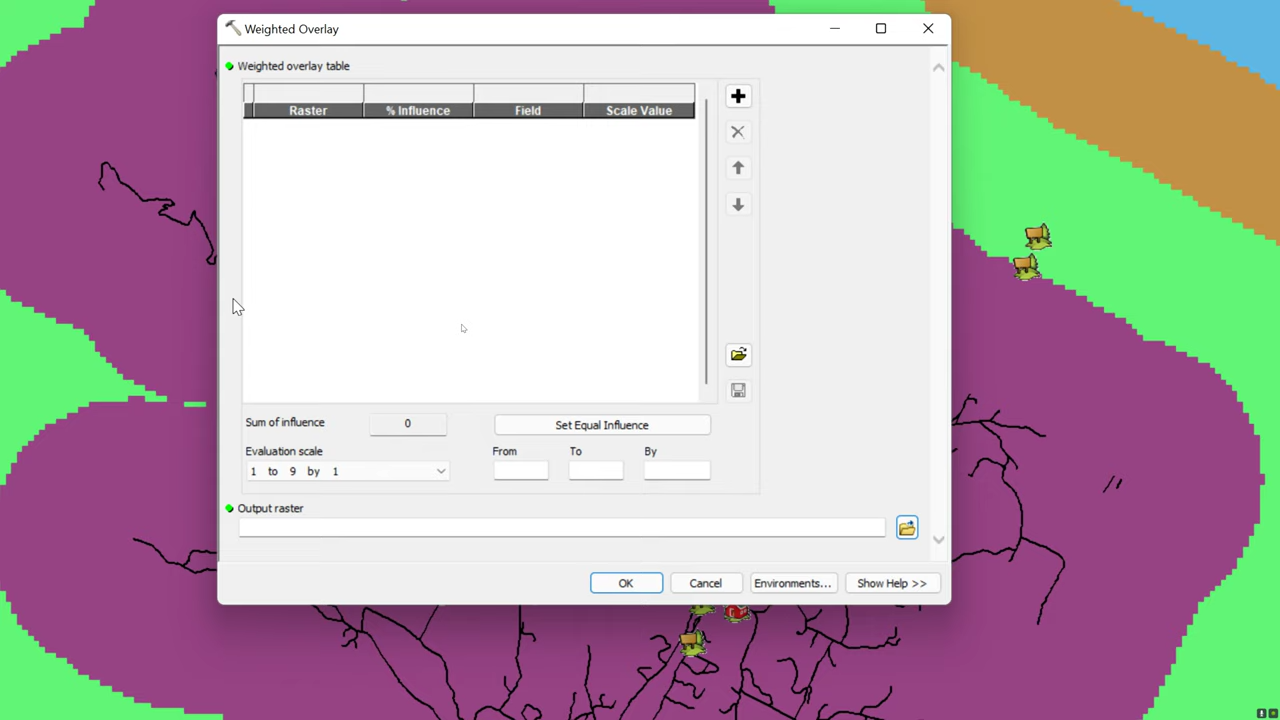 Weighted Overlay
Weighted overlay table
Raster % Influence Field Scale Value
Sum of influence 0 Set Equal Influence
Evaluation scale From To By
1 to 9 by 1
Output raster
OK Cancel Environments... Show Help >>